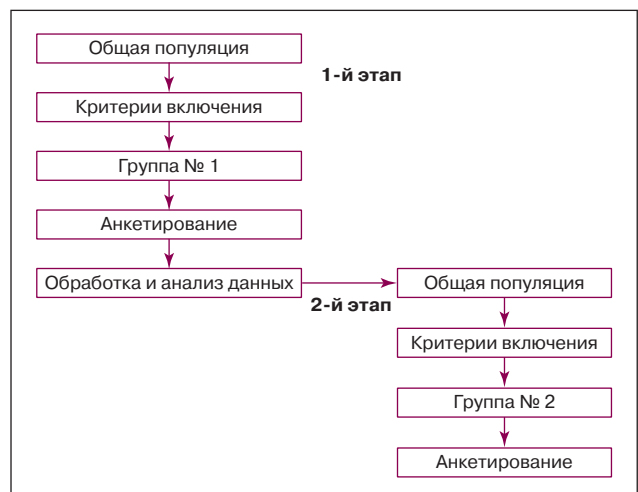 Общая популяция
1-й этап
Критерии включения
Группа № 1
Анкетирование
Обработка и анализ данных
Общая популяция
2-й этап
Критерии включения
Группа № 2
Анкетирование